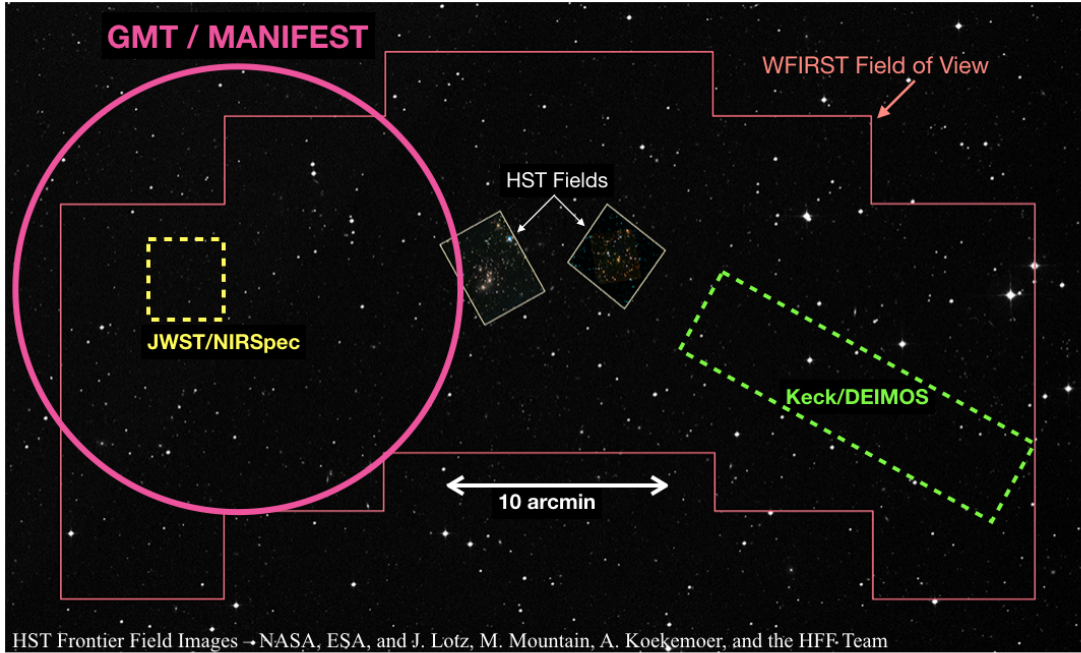 GMT / MANIFEST
WFIRST Field of View
HST Fields
JWST/NIRSpec
Keck/DEIMOS
10 arcmin
HST Frontier Field Images – NASA, ESA, and J. Lotz, M. Mountain, A. Koekemoer, and the HFF Team